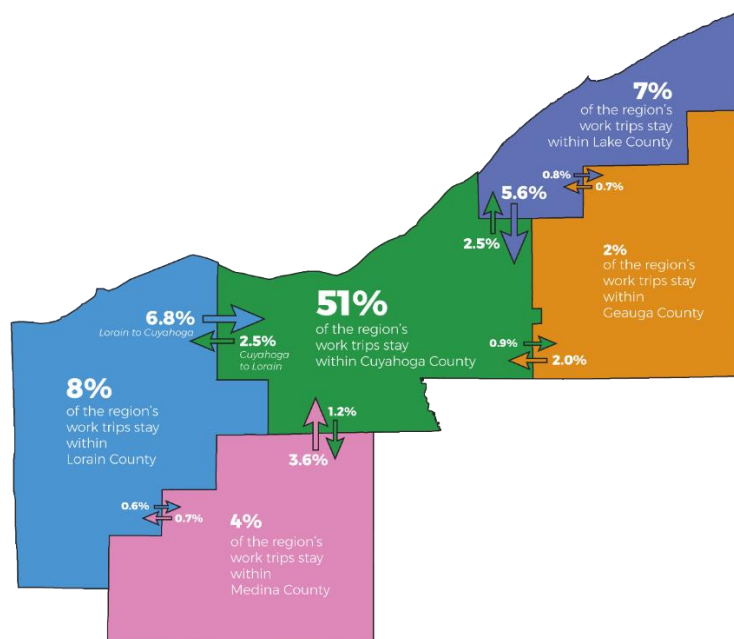 7%
of the region's
work trips stay
within Lake County
0.8%
0.7%
5.6%
2.5%
2%
of the region's
work trips stay
within
Geauga County
51%
of the region's
work trips stay
within Cuyahoga County
6.8%
Lorain to Cuyahoga
2.5%
Cuyahoga
to Lorain
0.9%
2.0%
8%
of the region's
work trips stay
within
Lorain County
1.2%
3.6%
0.6%
0.7%
4%
of the region's
work trips stay
within
Medina County